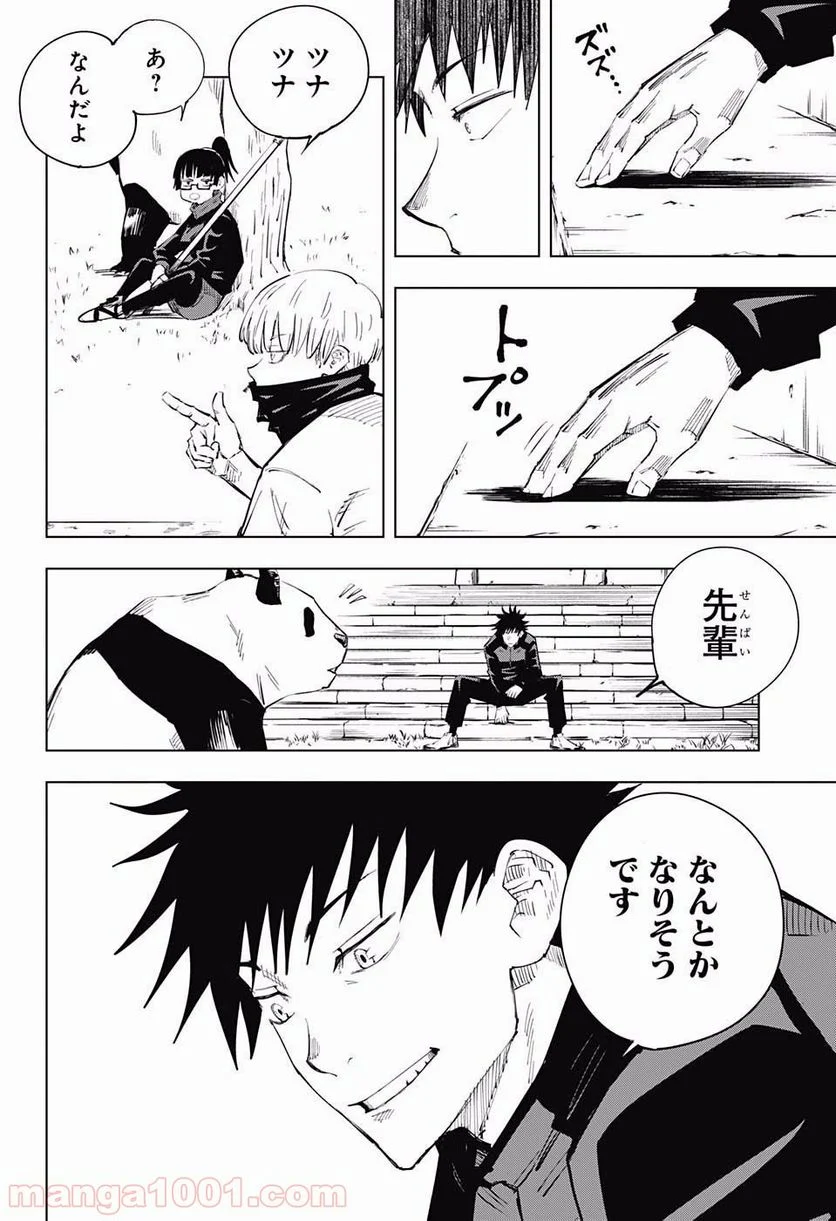 ズズ…
トプッ
ツナ
ツナ
あ？
なんだよ
先輩
せんぱい
なんとか
なりそう
です
manga1001.com